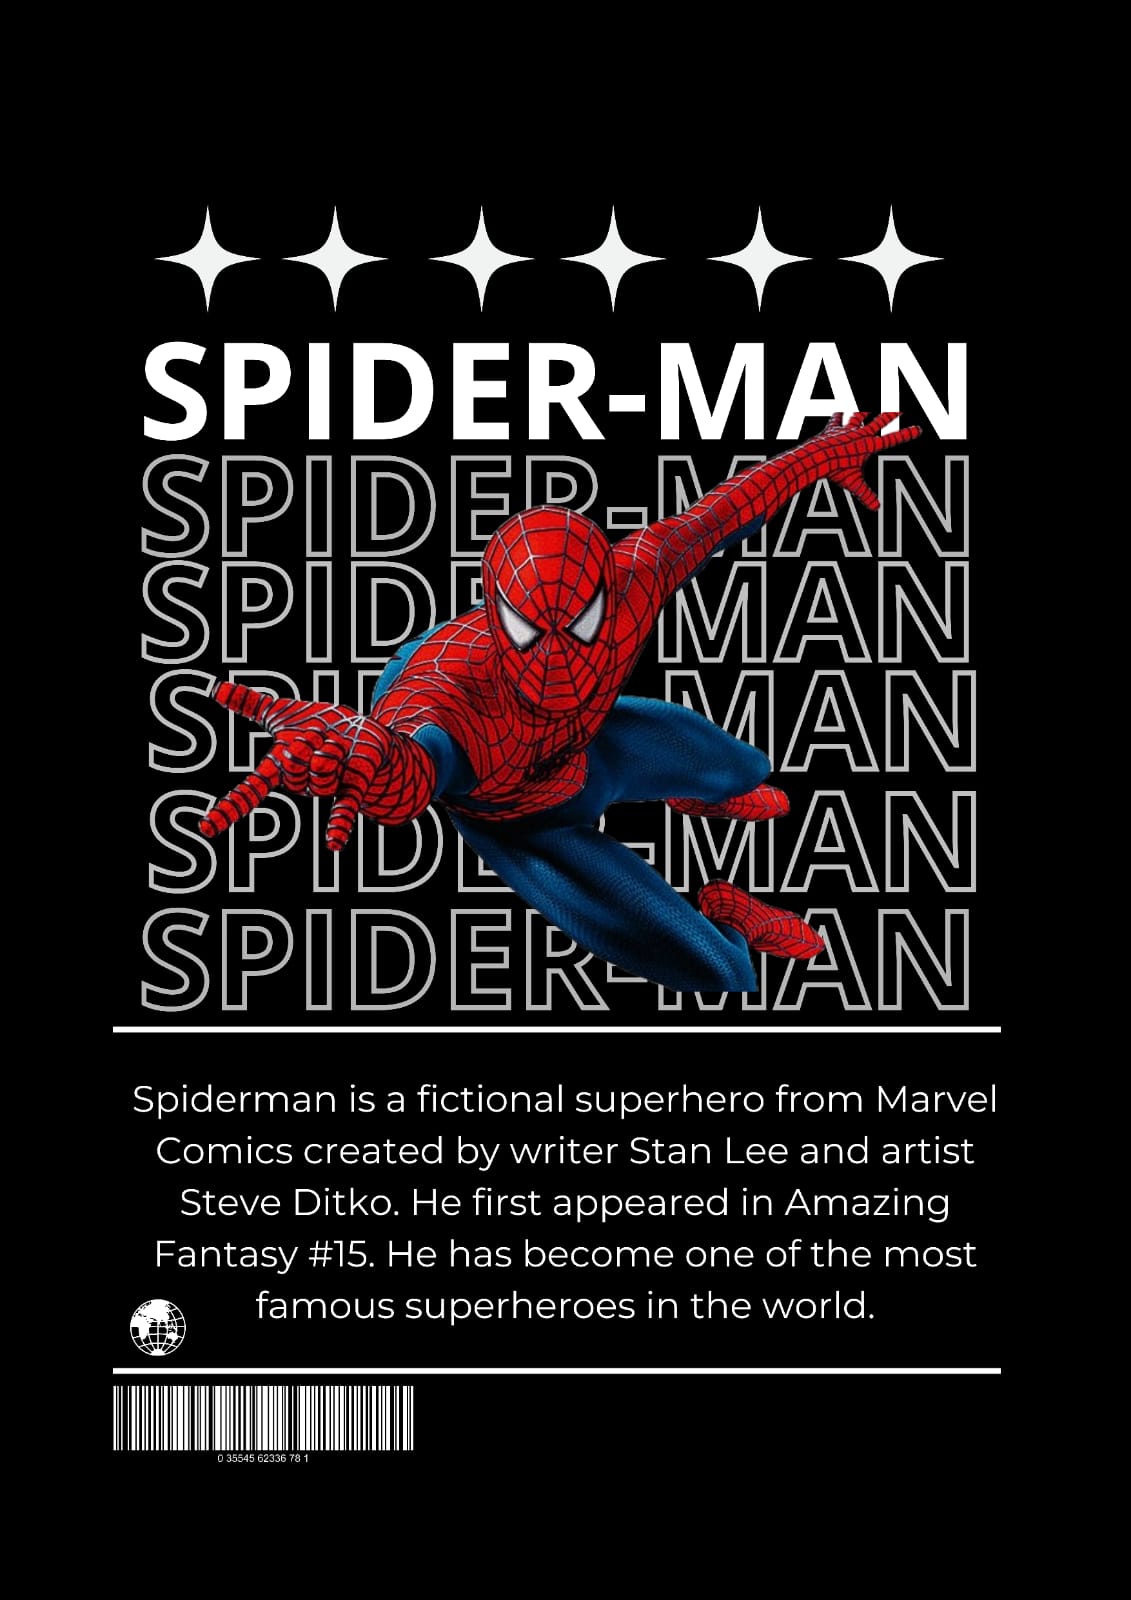 SPIDER-MAN
SPIDER-MAN
SPIDER-MAN
SPIDER-MAN
SPIDER-MAN
SPIDER-MAN
Spiderman is a fictional superhero from Marvel
Comics created by writer Stan Lee and artist
Steve Ditko. He first appeared in Amazing
Fantasy #15. He has become one of the most
famous superheroes in the world.
0 35545 62336 78 1